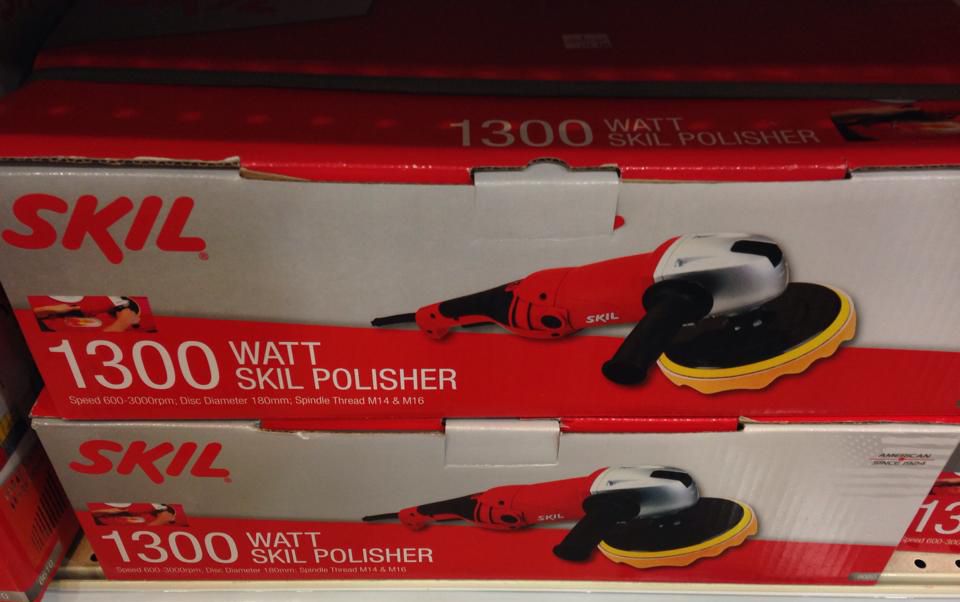 1300 WATT
SKIL POLISHER
SKIL®
SKIL
1300 WATT
SKIL POLISHER
Speed 600-3000rpm; Disc Diameter 180mm; Spindle Thread M14 & M16
SKIL®
AMERICAN
SINCE 1924
SKIL
1300 WATT
SKIL POLISHER
Speed 600-3000rpm; Disc Diameter 180mm; Spindle Thread M14 & M16
13